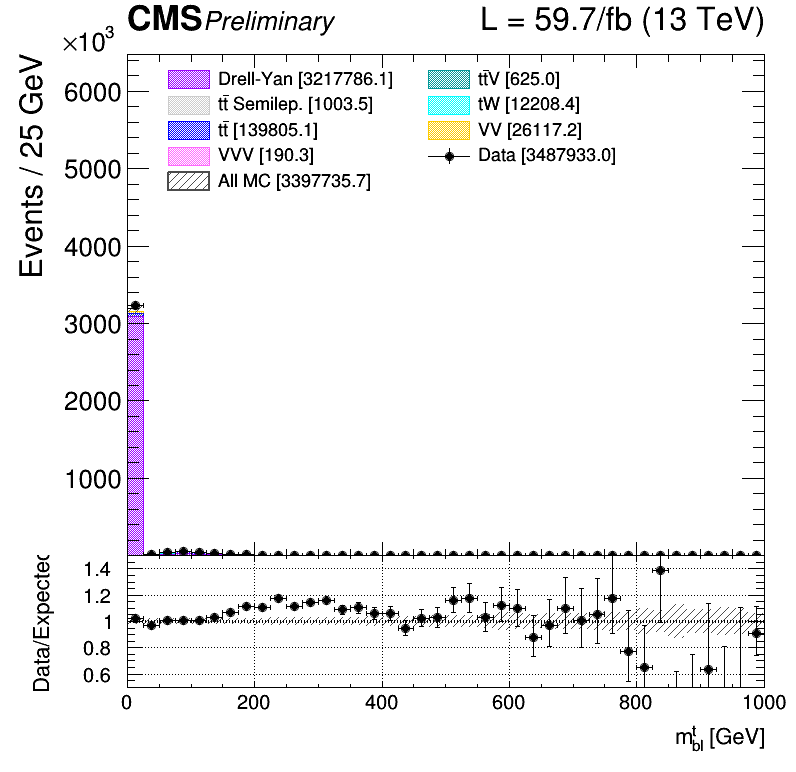 CMS Preliminary L = 59.7/fb (13 TeV)
×10³
Events / 25 GeV
6000
5000
4000
3000
2000
1000
Drell-Yan [3217786.1]
tt̄ Semilep. [1003.5]
tt̄ [139805.1]
VVV [190.3]
All MC [3397735.7]
tt̄V [625.0]
tW [12208.4]
VV [26117.2]
Data [3487933.0]
Data/Expected
1.4
1.2
1
0.8
0.6
0 200 400 600 800 1000
m^t_bl [GeV]